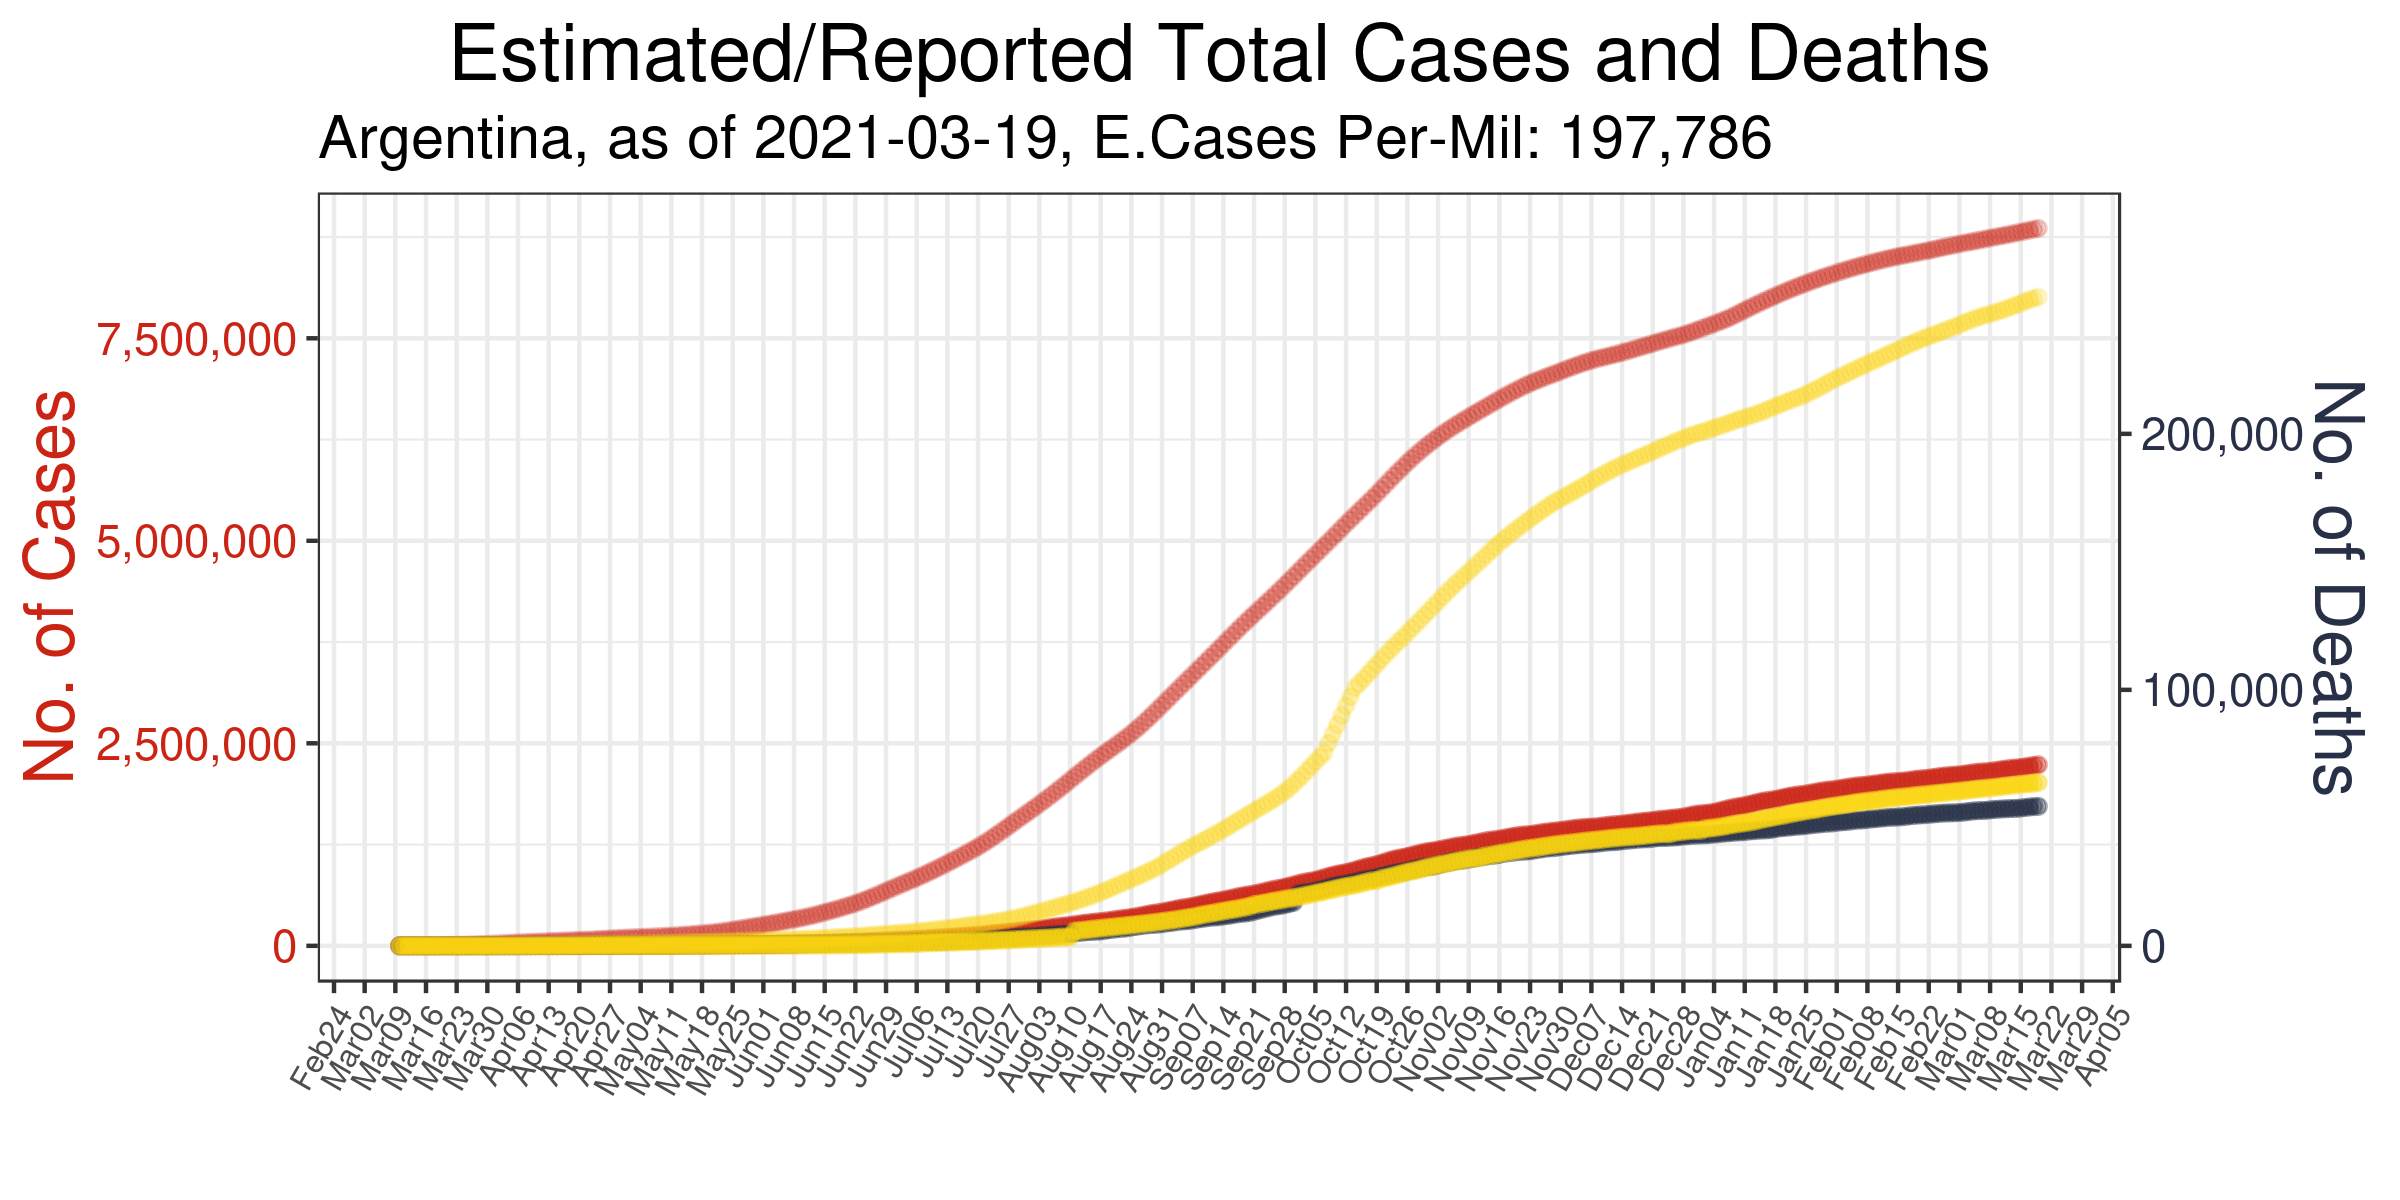 Estimated/Reported Total Cases and Deaths
Argentina, as of 2021-03-19, E.Cases Per-Mil: 197,786
No. of Cases
7,500,000
5,000,000
2,500,000
0
200,000
100,000
0
No. of Deaths
Feb24
Mar02
Mar09
Mar16
Mar23
Mar30
Apr06
Apr13
Apr20
Apr27
May04
May11
May18
May25
Jun01
Jun08
Jun15
Jun22
Jun29
Jul06
Jul13
Jul20
Jul27
Aug03
Aug10
Aug17
Aug24
Aug31
Sep07
Sep14
Sep21
Sep28
Oct05
Oct12
Oct19
Oct26
Nov02
Nov09
Nov16
Nov23
Nov30
Dec07
Dec14
Dec21
Dec28
Jan04
Jan11
Jan18
Jan25
Feb01
Feb08
Feb15
Feb22
Mar01
Mar08
Mar15
Mar22
Mar29
Apr05